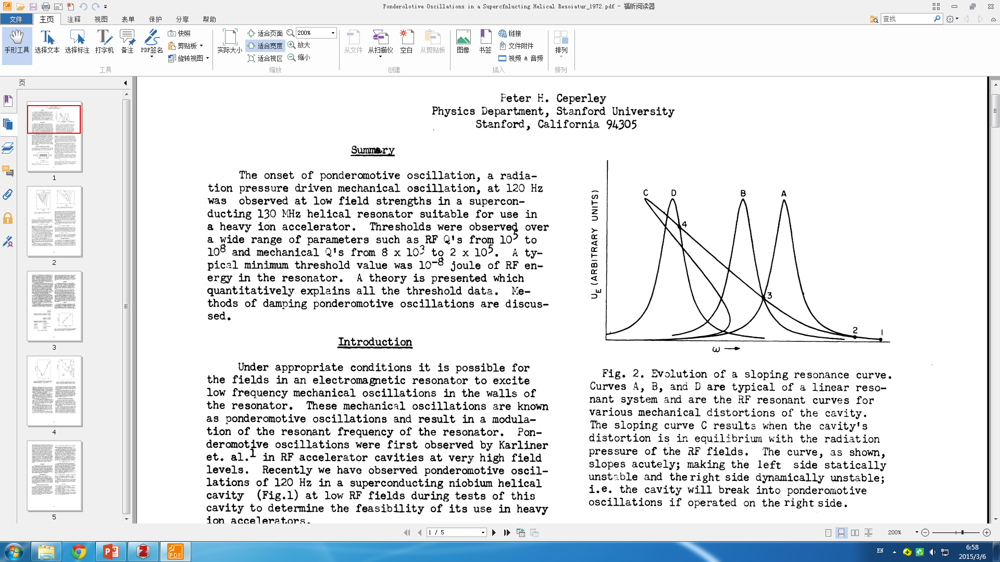 Ponderolotive Oscillations in a Supercfnlucting Helical Resoiatur_1972.pdf - 福昕阅读器
文件 主页 注释 视图 表单 保护 分享 帮助
查找
手形工具 选择文本 选择标注 打字机 备注 PDF签名
快照
剪贴板
旋转视图
工具
实际大小
适合页面
适合宽度
适合视区
200%
放大
缩小
缩放
从文件 从扫描仪 空白 从剪贴板
创建
图像 书签
链接
文件附件
视频 & 音频
插入
排列
排列
页
1
2
3
4
5
Peter H. Ceperley
Physics Department, Stanford University
Stanford, California 94305
Summary
The onset of ponderomotive oscillation, a radia-
tion pressure driven mechanical oscillation, at 120 Hz
was observed at low field strengths in a supercon-
ducting 130 MHz helical resonator suitable for use in
a heavy ion accelerator. Thresholds were observed over
a wide range of parameters such as RF Q's from 10⁵ to
10⁸ and mechanical Q's from 8 x 10³ to 2 x 10⁵. A ty-
pical minimum threshold value was 10⁻⁸ joule of RF en-
ergy in the resonator. A theory is presented which
quantitatively explains all the threshold data. Me-
thods of damping ponderomotive oscillations are discus-
sed.
Introduction
Under appropriate conditions it is possible for
the fields in an electromagnetic resonator to excite
low frequency mechanical oscillations in the walls of
the resonator. These mechanical oscillations are known
as ponderomotive oscillations and result in a modula-
tion of the resonant frequency of the resonator. Pon-
deromotive oscillations were first observed by Karliner
et. al.¹ in RF accelerator cavities at very high field
levels. Recently we have observed ponderomotive oscil-
lations of 120 Hz in a superconducting niobium helical
cavity (Fig.1) at low RF fields during tests of this
cavity to determine the feasibility of its use in heavy
ion accelerators.
U_E (ARBITRARY UNITS)
C D B A
4
3
2 1
ω
Fig. 2. Evolution of a sloping resonance curve.
Curves A, B, and D are typical of a linear reso-
nant system and are the RF resonant curves for
various mechanical distortions of the cavity.
The sloping curve C results when the cavity's
distortion is in equilibrium with the radiation
pressure of the RF fields. The curve, as shown,
slopes acutely; making the left side statically
unstable and the right side dynamically unstable;
i.e. the cavity will break into ponderomotive
oscillations if operated on the right side.
1 / 5
200%
EN
6:58
2015/3/6